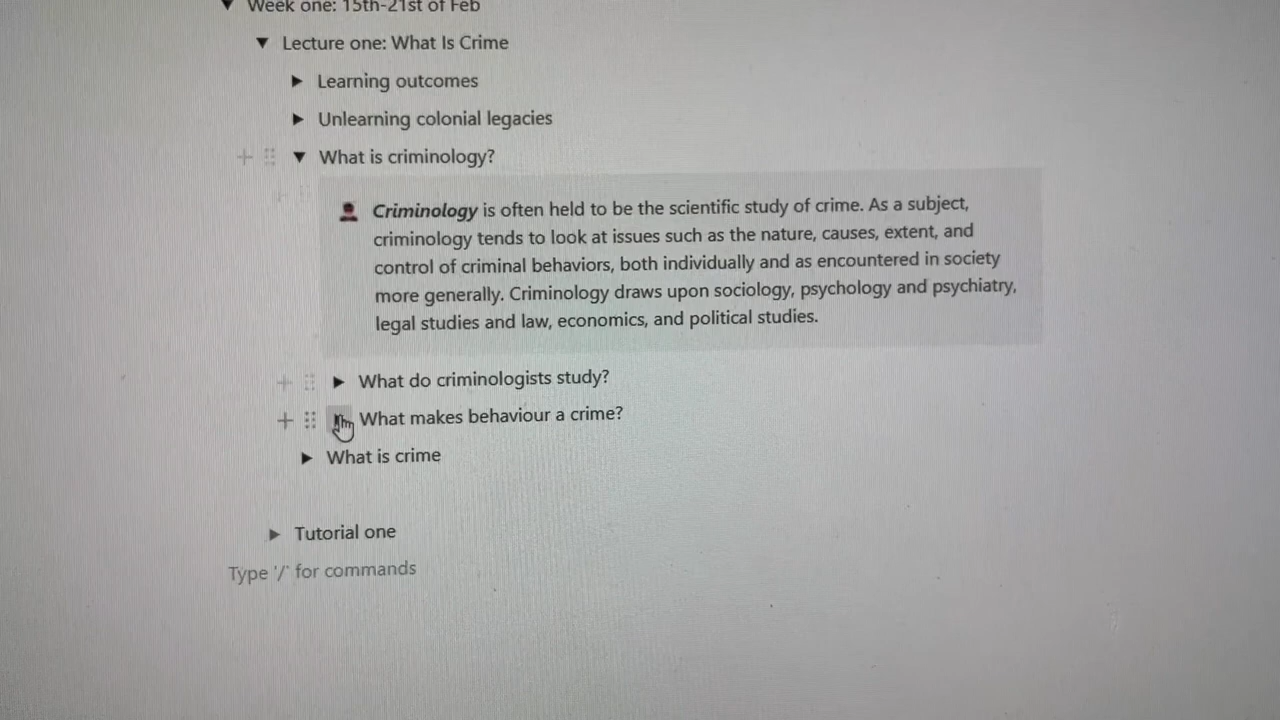 Week one: 15th-21st of Feb
Lecture one: What Is Crime
Learning outcomes
Unlearning colonial legacies
What is criminology?
Criminology is often held to be the scientific study of crime. As a subject,
criminology tends to look at issues such as the nature, causes, extent, and
control of criminal behaviors, both individually and as encountered in society
more generally. Criminology draws upon sociology, psychology and psychiatry,
legal studies and law, economics, and political studies.
What do criminologists study?
What makes behaviour a crime?
What is crime
Tutorial one
Type '/' for commands